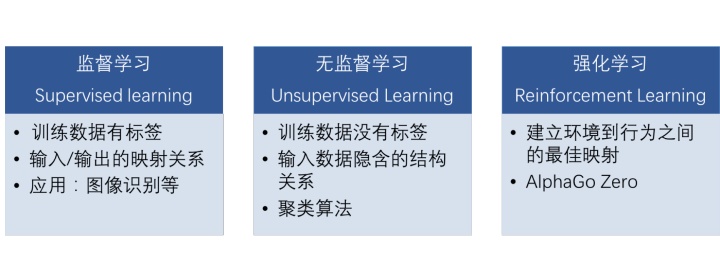 监督学习
Supervised learning
• 训练数据有标签
• 输入/输出的映射关系
• 应用：图像识别等
无监督学习
Unsupervised Learning
• 训练数据没有标签
• 输入数据隐含的结构
关系
• 聚类算法
强化学习
Reinforcement Learning
• 建立环境到行为之间
的最佳映射
• AlphaGo Zero